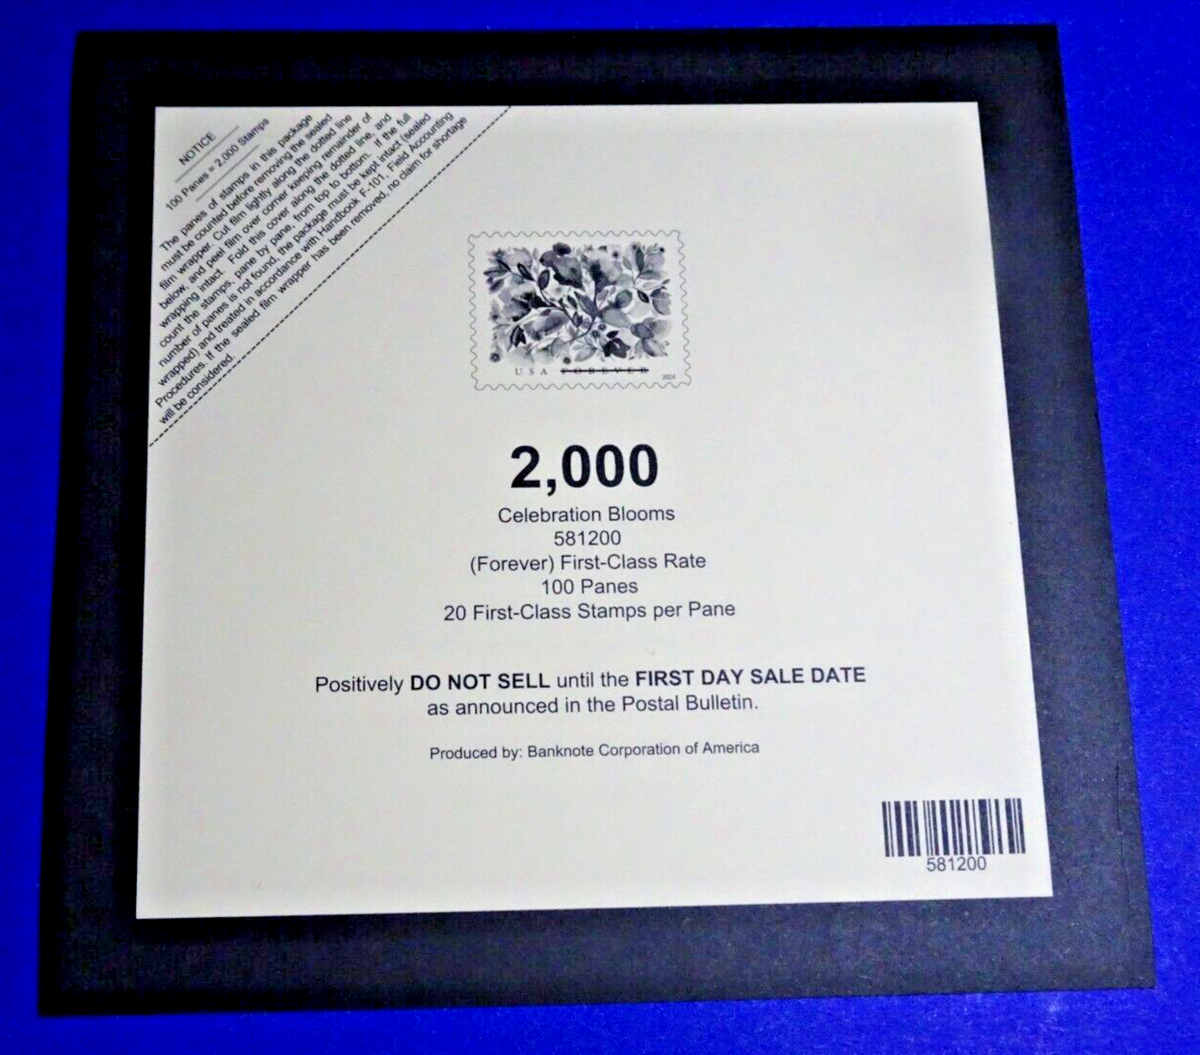 NOTICE
100 Panes = 2,000 Stamps
The panes of stamps in this package
must be counted before removing the sealed
film wrapper. Cut film lightly along the dotted line
below, and peel film over corner keeping remainder of
wrapping intact. Fold this cover along the dotted line, and
count the stamps, pane by pane, from top to bottom. If the full
number of panes is not found, the package must be kept intact (sealed
wrapped) and treated in accordance with Handbook F-101, Field Accounting
Procedures. If the sealed film wrapper has been removed, no claim for shortage
will be considered.
USA FOREVER 2024
2,000
Celebration Blooms
581200
(Forever) First-Class Rate
100 Panes
20 First-Class Stamps per Pane
Positively DO NOT SELL until the FIRST DAY SALE DATE
as announced in the Postal Bulletin.
Produced by: Banknote Corporation of America
581200